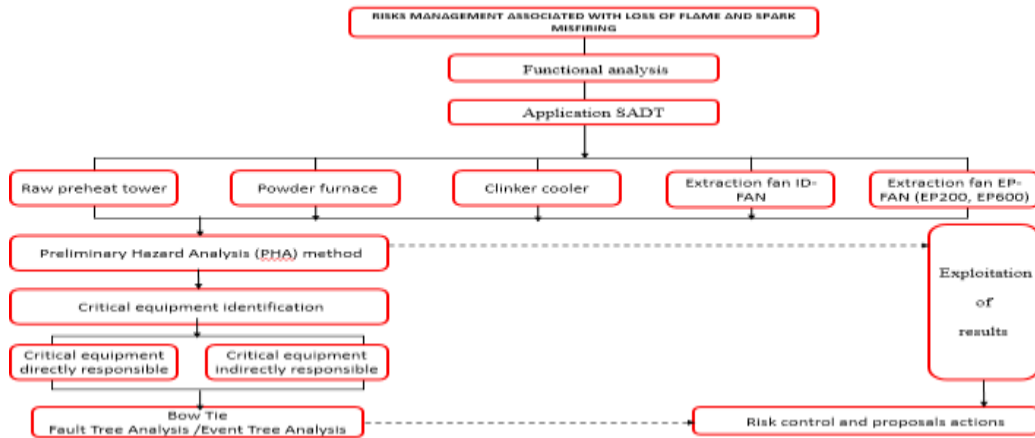 RISKS MANAGEMENT ASSOCIATED WITH LOSS OF FLAME AND SPARK
MISFIRING
Functional analysis
Application SADT
Raw preheat tower
Powder furnace
Clinker cooler
Extraction fan ID-
FAN
Extraction fan EP-
FAN (EP200, EP600)
Preliminary Hazard Analysis (PHA) method
Exploitation
of
results
Critical equipment identification
Critical equipment
directly responsible
Critical equipment
indirectly responsible
Bow Tie
Fault Tree Analysis /Event Tree Analysis
Risk control and proposals actions